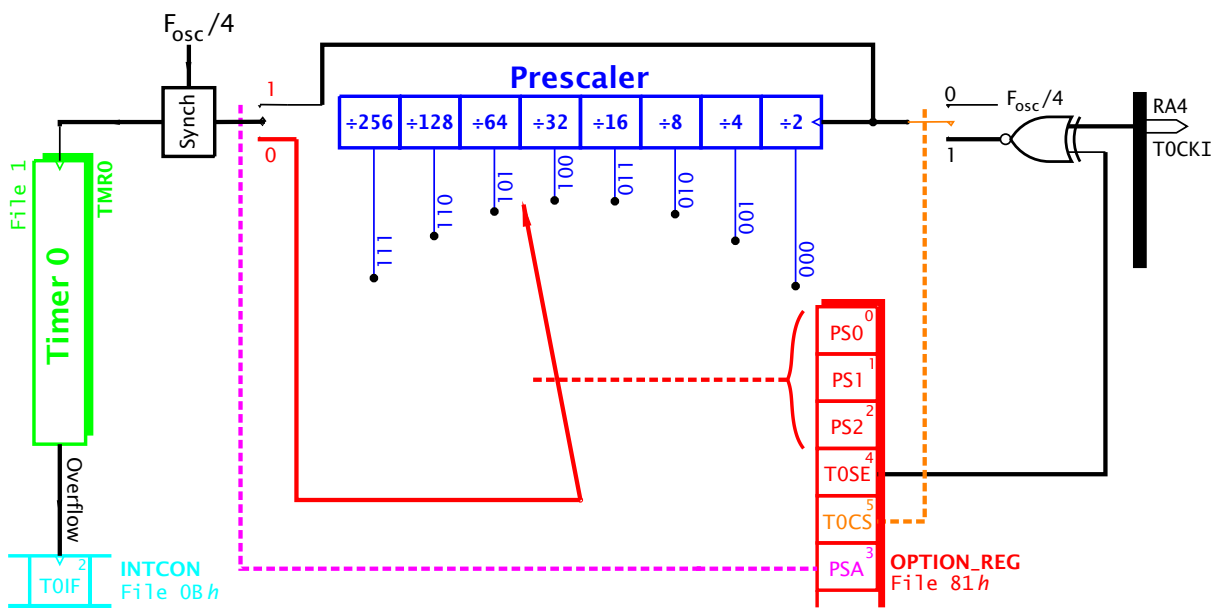 Fosc/4
Prescaler
1
0
Synch
÷256
÷128
÷64
÷32
÷16
÷8
÷4
÷2
0
Fosc/4
1
RA4
T0CKI
File 1
TMR0
Timer 0
111
110
101
100
011
010
001
000
PS0
0
PS1
1
PS2
2
T0SE
4
T0CS
5
PSA
3
Overflow
T0IF
2
INTCON
File 0Bh
OPTION_REG
File 81h